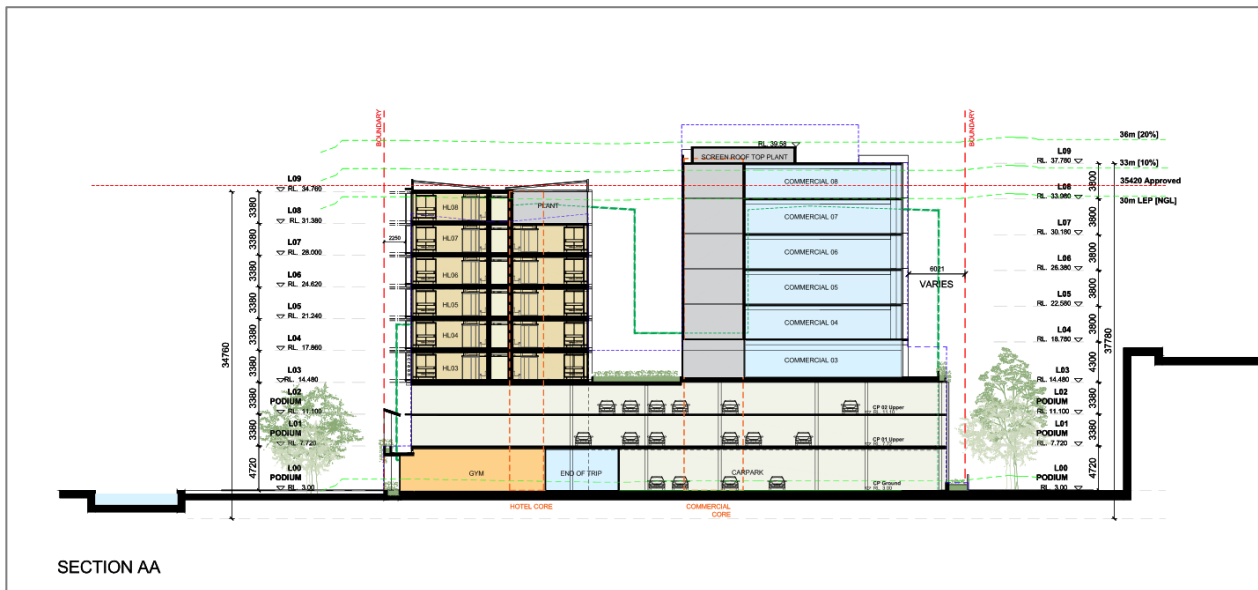 BOUNDARY
BOUNDARY
36m [20%]
33m [10%]
35420 Approved
30m LEP [NGL]
RL. 39.58
SCREEN ROOF TOP PLANT
L09
RL. 34.760
L08
RL. 31.380
L07
RL. 28.000
L06
RL. 24.620
L05
RL. 21.240
L04
RL. 17.860
L03
RL. 14.480
L02
PODIUM
RL. 11.100
L01
PODIUM
RL. 7.720
L00
PODIUM
RL. 3.00
34760
3380
3380
3380
3380
3380
3380
3380
3380
4720
2250
HL08
PLANT
HL07
HL06
HL05
HL04
HL03
COMMERCIAL 08
COMMERCIAL 07
COMMERCIAL 06
COMMERCIAL 05
COMMERCIAL 04
COMMERCIAL 03
6021
VARIES
CP 02 Upper
RL. 11.10
CP 01 Upper
CP Ground
RL. 3.00
GYM
END OF TRIP
CARPARK
HOTEL CORE
COMMERCIAL
CORE
L09
RL. 37.780
L08
RL. 33.980
L07
RL. 30.180
L06
RL. 26.380
L05
RL. 22.580
L04
RL. 18.780
L03
RL. 14.480
L02
PODIUM
RL. 11.100
L01
PODIUM
RL. 7.720
L00
PODIUM
RL. 3.00
3800
3800
3800
3800
3800
4300
3380
3380
4720
37780
SECTION AA